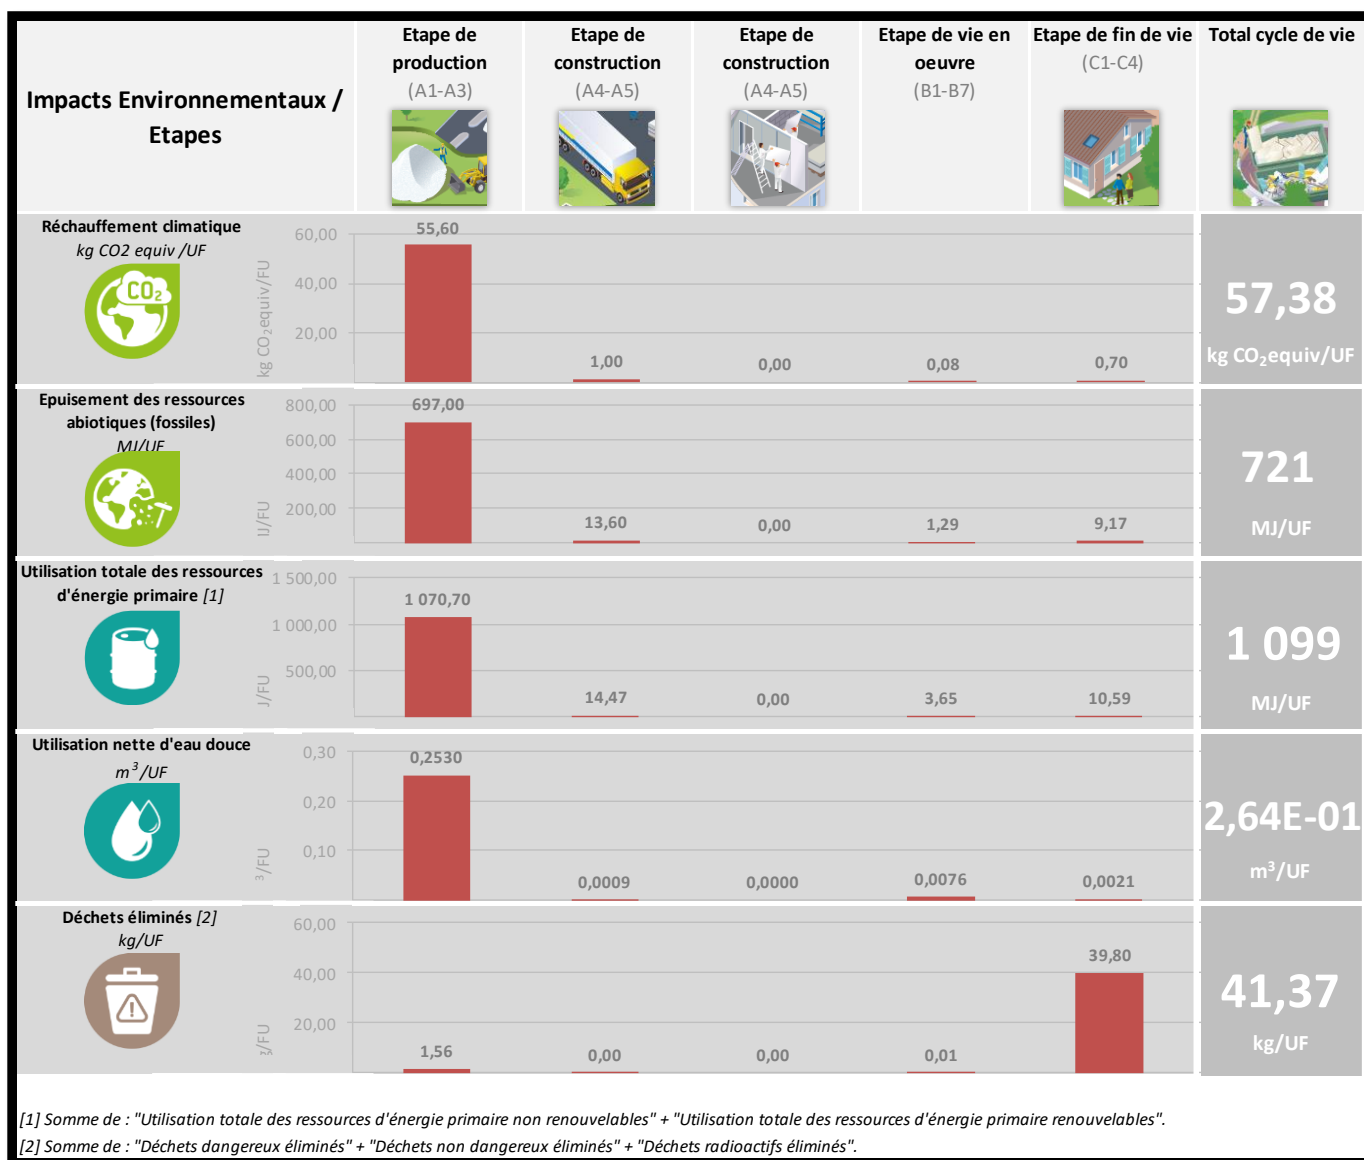 Impacts Environnementaux /
Etapes
Etape de
production
(A1-A3)
Etape de
construction
(A4-A5)
Etape de
construction
(A4-A5)
Etape de vie en
oeuvre
(B1-B7)
Etape de fin de vie
(C1-C4)
Total cycle de vie
Réchauffement climatique
kg CO2 equiv /UF
CO2
kg CO2equiv/FU
60,00
40,00
20,00
55,60
1,00
0,00
0,08
0,70
57,38
kg CO2equiv/UF
Epuisement des ressources
abiotiques (fossiles)
MJ/UF
800,00
600,00
400,00
200,00
697,00
13,60
0,00
1,29
9,17
721
MJ/UF
Utilisation totale des ressources
d'énergie primaire [1]
J/FU
1 500,00
1 000,00
500,00
1 070,70
14,47
0,00
3,65
10,59
1 099
MJ/UF
Utilisation nette d'eau douce
m3/UF
3/FU
0,30
0,20
0,10
0,2530
0,0009
0,0000
0,0076
0,0021
2,64E-01
m3/UF
Déchets éliminés [2]
kg/UF
60,00
40,00
20,00
1,56
0,00
0,00
0,01
39,80
41,37
kg/UF
[1] Somme de : "Utilisation totale des ressources d'énergie primaire non renouvelables" + "Utilisation totale des ressources d'énergie primaire renouvelables".
[2] Somme de : "Déchets dangereux éliminés" + "Déchets non dangereux éliminés" + "Déchets radioactifs éliminés".